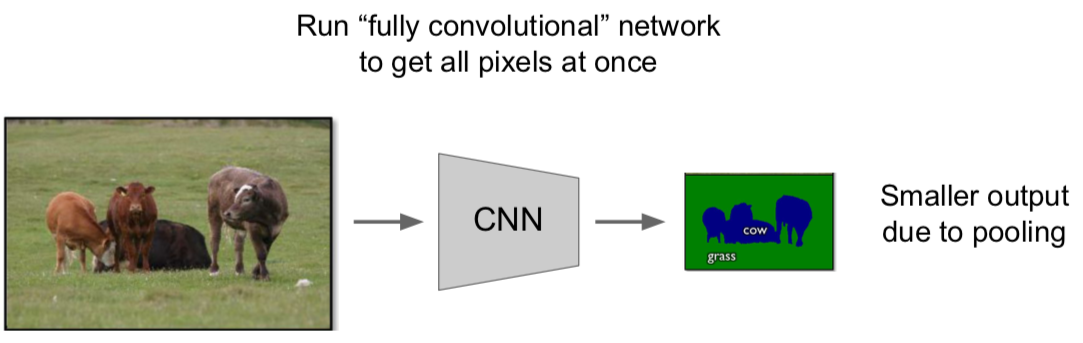 Run “fully convolutional” network
to get all pixels at once
CNN
cow
grass
Smaller output
due to pooling